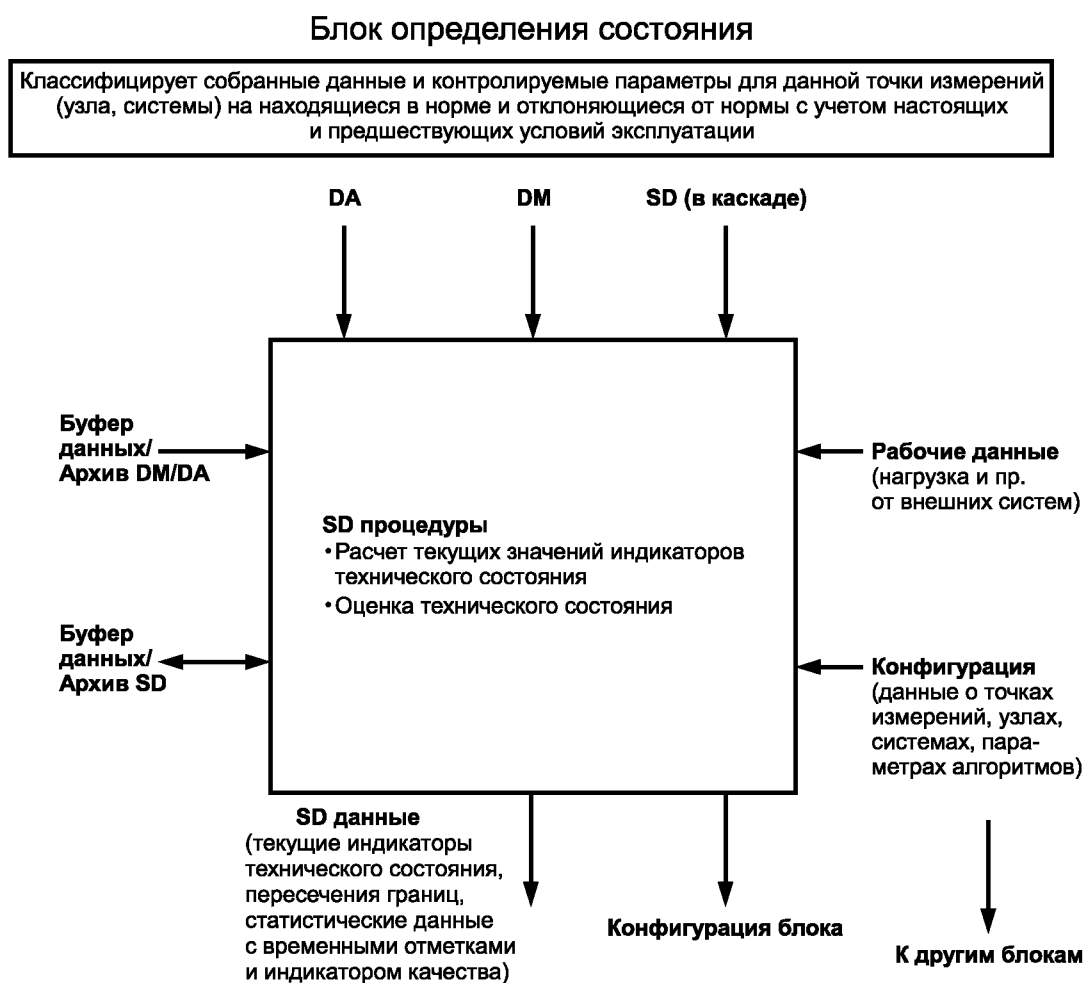 Блок определения состояния
Классифицирует собранные данные и контролируемые параметры для данной точки измерений
(узла, системы) на находящиеся в норме и отклоняющиеся от нормы с учетом настоящих
и предшествующих условий эксплуатации
DA
DM
SD (в каскаде)
Буфер
данных/
Архив DM/DA
Рабочие данные
(нагрузка и пр.
от внешних систем)
SD процедуры
• Расчет текущих значений индикаторов
технического состояния
• Оценка технического состояния
Буфер
данных/
Архив SD
Конфигурация
(данные о точках
измерений, узлах,
системах, пара-
метрах алгоритмов)
SD данные
(текущие индикаторы
технического состояния,
пересечения границ,
статистические данные
с временными отметками
и индикатором качества)
Конфигурация блока
К другим блокам